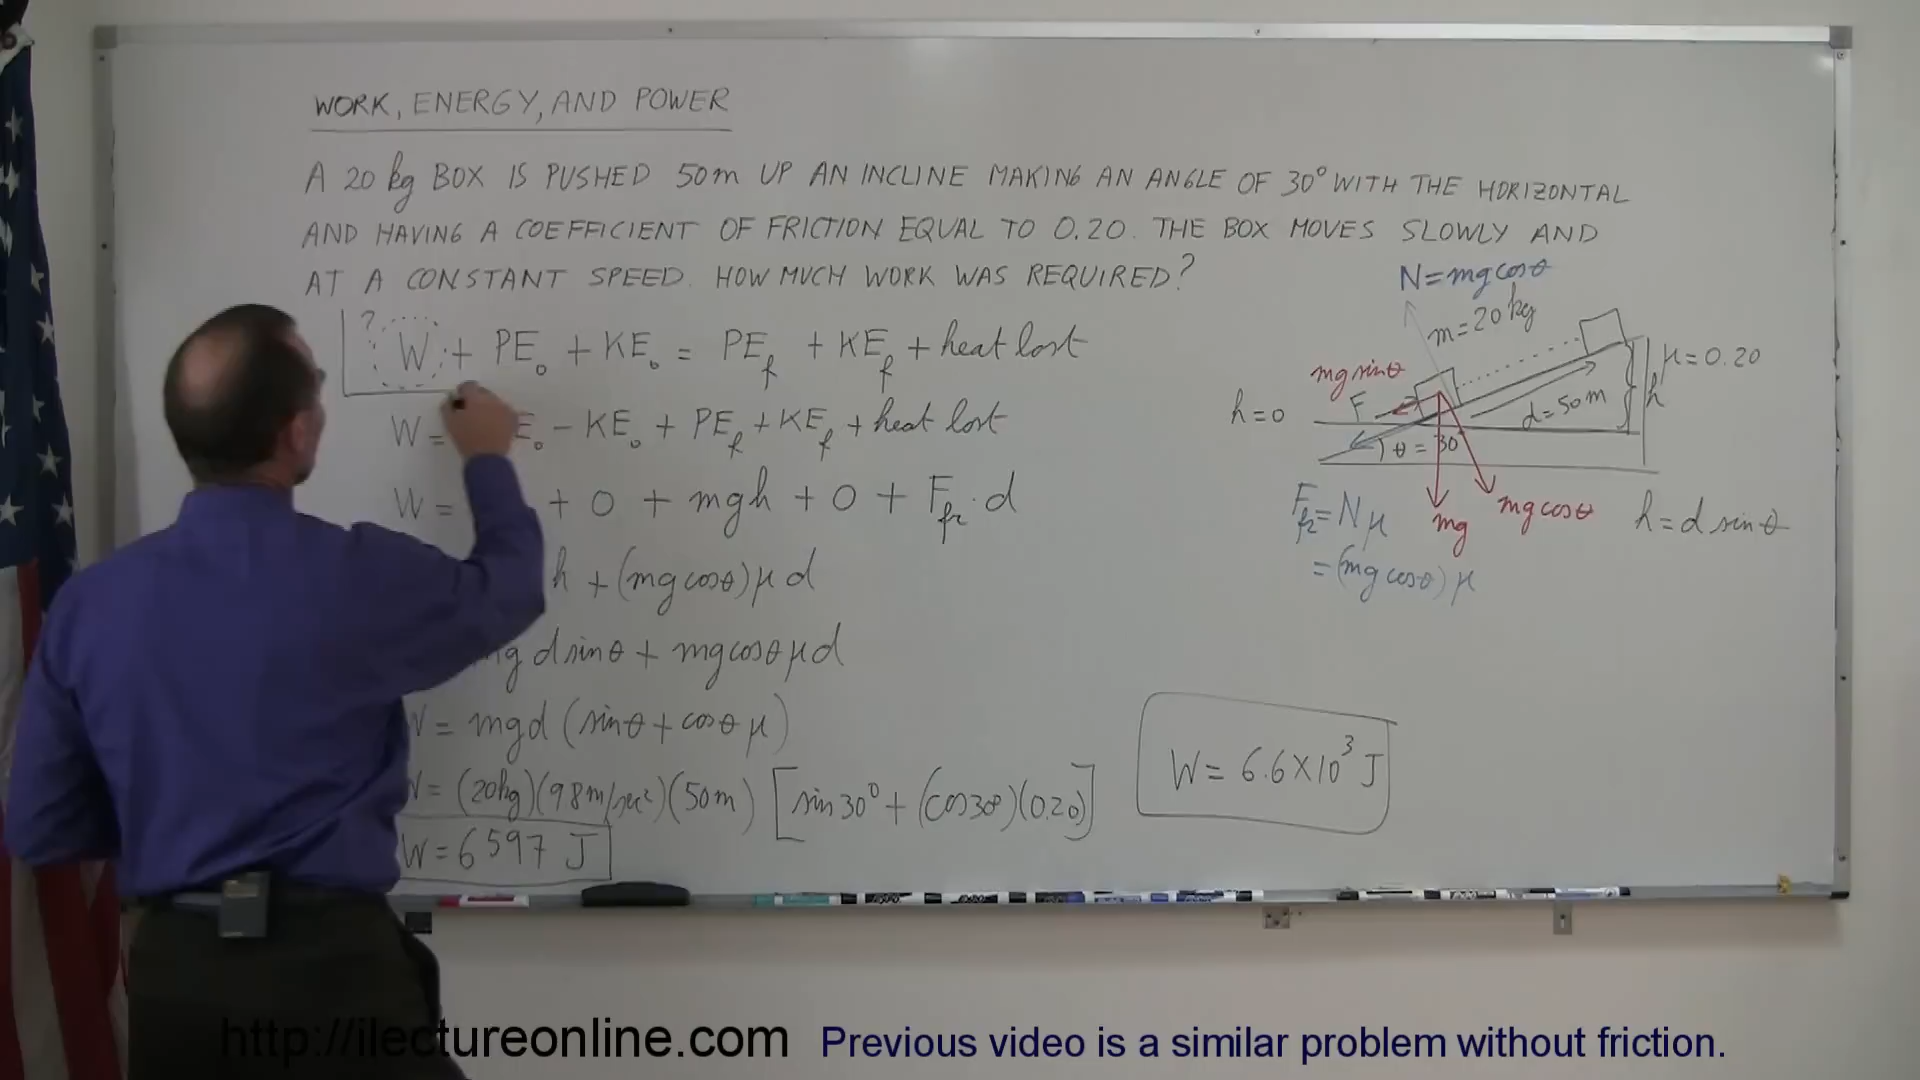 WORK, ENERGY, AND POWER
A 20 kg BOX IS PUSHED 50m UP AN INCLINE MAKING AN ANGLE OF 30° WITH THE HORIZONTAL
AND HAVING A COEFFICIENT OF FRICTION EQUAL TO 0.20. THE BOX MOVES SLOWLY AND
AT A CONSTANT SPEED. HOW MUCH WORK WAS REQUIRED?
?
W + PE₀ + KE₀ = PE_f + KE_f + heat lost
W = E₀ - KE₀ + PE_f + KE_f + heat lost
W = + 0 + mgh + 0 + F_fr · d
h + (mg cosθ) μ d
mg d sinθ + mg cosθ μ d
W = mgd (sinθ + cosθ μ)
W = (20kg)(9.8 m/sec²)(50m) [sin 30° + (cos 30°)(0.20)]
W = 6597 J
W = 6.6 X 10³ J
N = mg cosθ
m = 20 kg
mg sinθ
μ = 0.20
h
h = 0
F
d = 50m
θ = 30°
F_fr = N μ
= (mg cosθ) μ
mg
mg cosθ
h = d sinθ
http://ilectureonline.com
Previous video is a similar problem without friction.